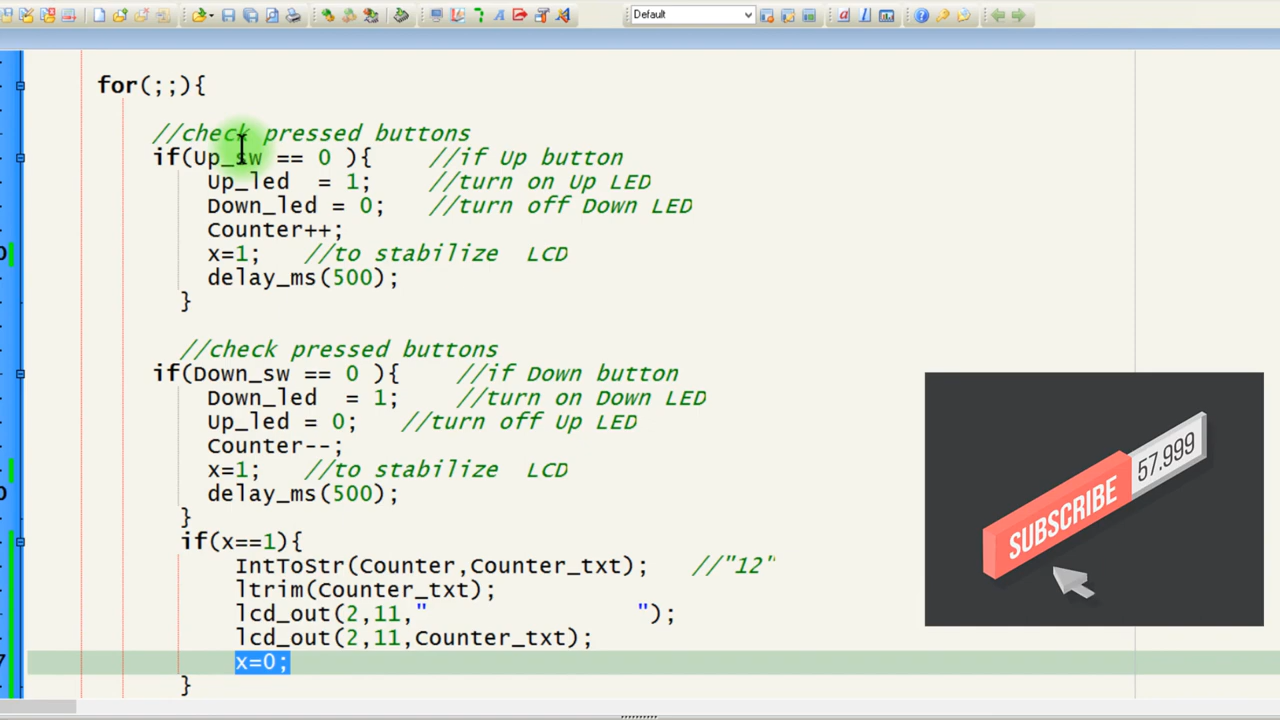 Default
for(;;){
//check pressed buttons
if(Up_sw == 0 ){    //if Up button
Up_led  = 1;    //turn on Up LED
Down_led = 0;   //turn off Down LED
Counter++;
x=1;   //to stabilize  LCD
delay_ms(500);
}
//check pressed buttons
if(Down_sw == 0 ){    //if Down button
Down_led  = 1;    //turn on Down LED
Up_led = 0;   //turn off Up LED
Counter--;
x=1;   //to stabilize  LCD
delay_ms(500);
}
if(x==1){
IntToStr(Counter,Counter_txt);   //"12"
ltrim(Counter_txt);
lcd_out(2,11,"               ");
lcd_out(2,11,Counter_txt);
x=0;
}
SUBSCRIBE 57.999